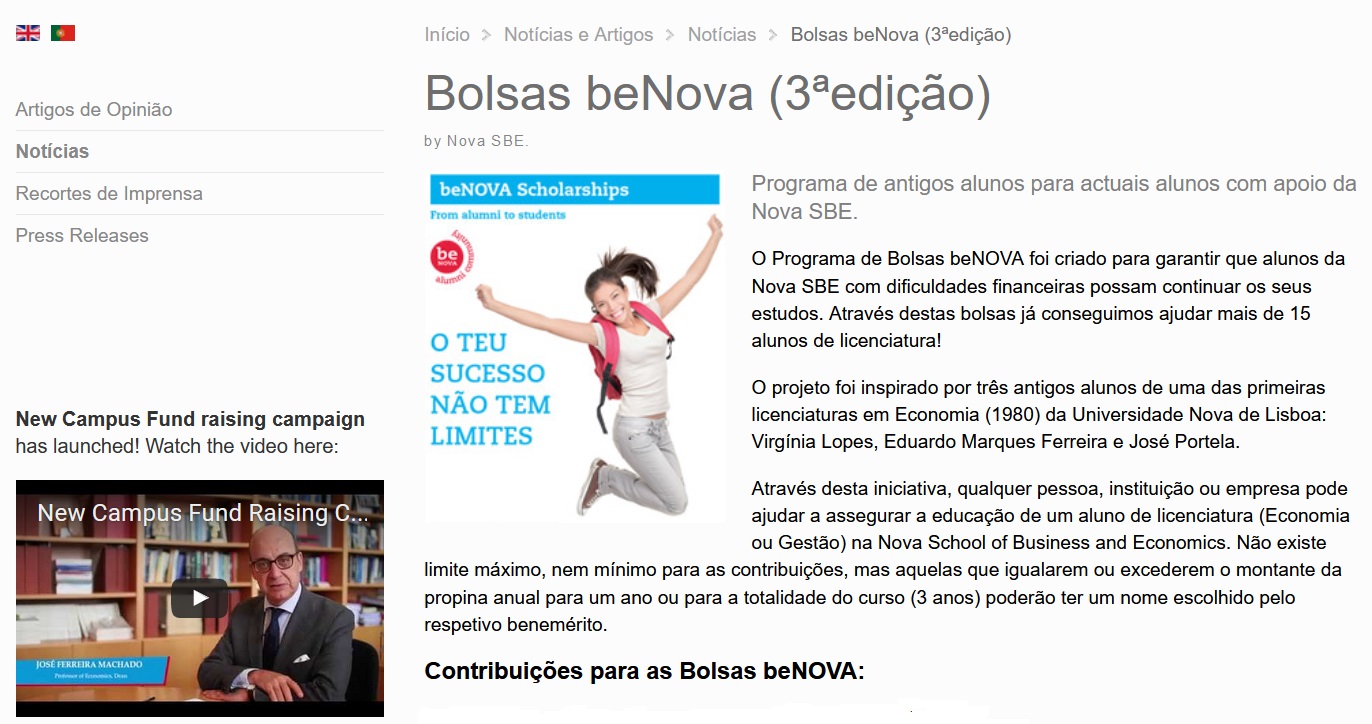 Artigos de Opinião
Notícias
Recortes de Imprensa
Press Releases
New Campus Fund raising campaign
has launched! Watch the video here:
New Campus Fund Raising C...
JOSÉ FERREIRA MACHADO
Professor of Economics, Dean
Início > Notícias e Artigos > Notícias > Bolsas beNova (3ªedição)
Bolsas beNova (3ªedição)
by Nova SBE.
beNOVA Scholarships
From alumni to students
be
NOVA
alumni community
O TEU
SUCESSO
NÃO TEM
LIMITES
Programa de antigos alunos para actuais alunos com apoio da
Nova SBE.
O Programa de Bolsas beNOVA foi criado para garantir que alunos da
Nova SBE com dificuldades financeiras possam continuar os seus
estudos. Através destas bolsas já conseguimos ajudar mais de 15
alunos de licenciatura!
O projeto foi inspirado por três antigos alunos de uma das primeiras
licenciaturas em Economia (1980) da Universidade Nova de Lisboa:
Virgínia Lopes, Eduardo Marques Ferreira e José Portela.
Através desta iniciativa, qualquer pessoa, instituição ou empresa pode
ajudar a assegurar a educação de um aluno de licenciatura (Economia
ou Gestão) na Nova School of Business and Economics. Não existe
limite máximo, nem mínimo para as contribuições, mas aquelas que igualarem ou excederem o montante da
propina anual para um ano ou para a totalidade do curso (3 anos) poderão ter um nome escolhido pelo
respetivo benemérito.
Contribuições para as Bolsas beNOVA: